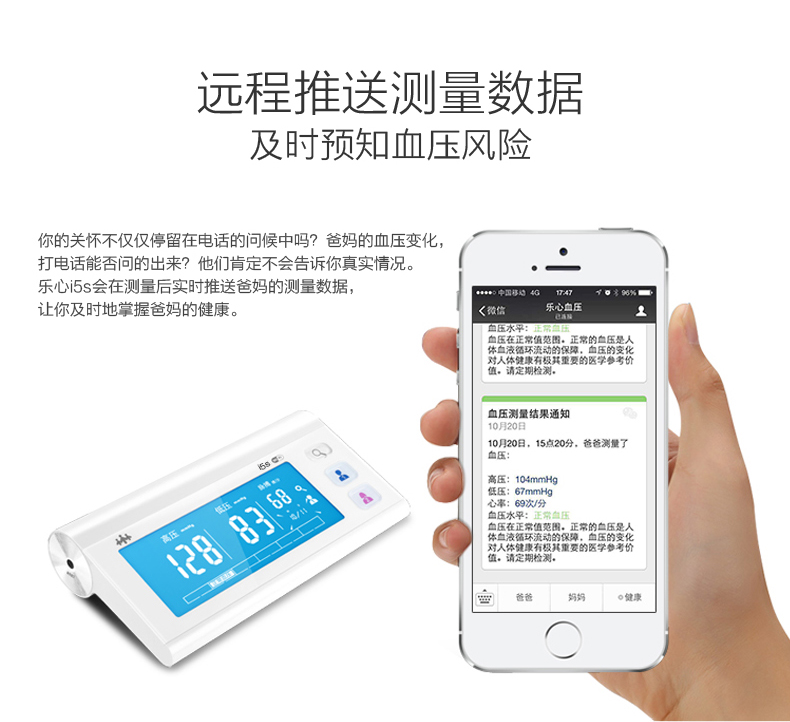 远程推送测量数据
及时预知血压风险
你的关怀不仅仅停留在电话的问候中吗？爸妈的血压变化，
打电话能否问的出来？他们肯定不会告诉你真实情况。
乐心i5s会在测量后实时推送爸妈的测量数据，
让你及时地掌握爸妈的健康。
中国移动 4G 17:47 96%
微信 乐心血压
已连接
血压水平：正常血压
血压在正常值范围。正常的血压是人
体血液循环流动的保障，血压的变化
对人体健康有极其重要的医学参考价
值。请定期检测。
血压测量结果通知
10月20日
10月20日，15点20分，爸爸测量了
血压：
高压：104mmHg
低压：67mmHg
心率：69次/分
血压水平：正常血压
血压在正常值范围。正常的血压是人
体血液循环流动的保障，血压的变化
对人体健康有极其重要的医学参考价
值。请定期检测。
爸爸 妈妈 健康
i5s
高压 低压 脉搏
128 83 68